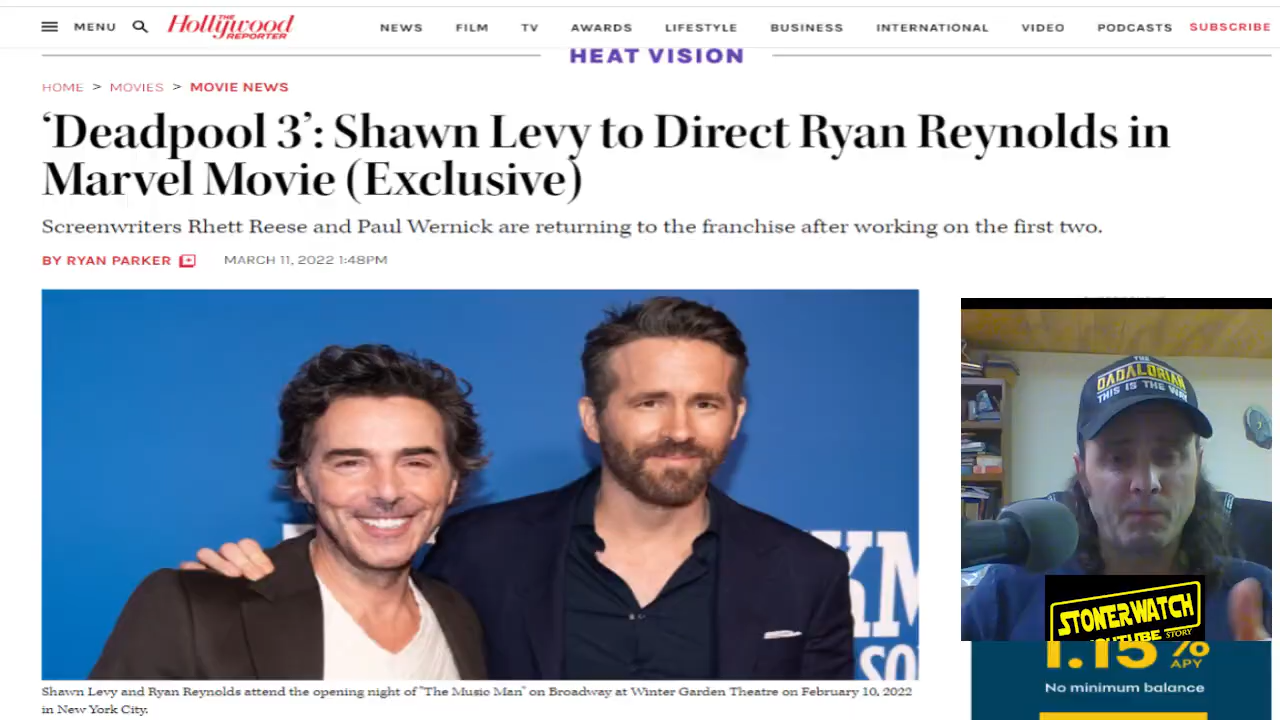 MENU
THE
Hollywood
REPORTER
NEWS
FILM
TV
AWARDS
LIFESTYLE
BUSINESS
INTERNATIONAL
VIDEO
PODCASTS
SUBSCRIBE
HEAT VISION
HOME > MOVIES > MOVIE NEWS
‘Deadpool 3’: Shawn Levy to Direct Ryan Reynolds in
Marvel Movie (Exclusive)
Screenwriters Rhett Reese and Paul Wernick are returning to the franchise after working on the first two.
BY RYAN PARKER
MARCH 11, 2022 1:48PM
KM
SO
Shawn Levy and Ryan Reynolds attend the opening night of "The Music Man" on Broadway at Winter Garden Theatre on February 10, 2022
in New York City.
THE
DADALORIAN
THIS IS THE WAY
STONERWATCH
YOUTUBE STORY
1.15 %
APY
No minimum balance